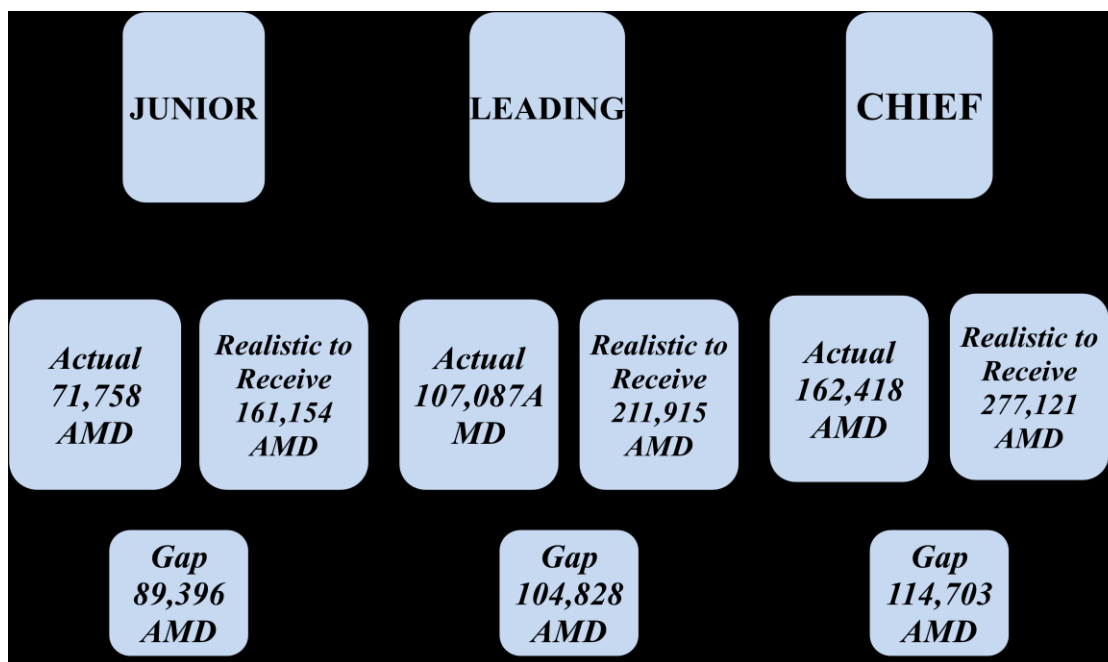 JUNIOR
LEADING
CHIEF
Actual
71,758
AMD
Realistic to
Receive
161,154
AMD
Actual
107,087A
MD
Realistic to
Receive
211,915
AMD
Actual
162,418
AMD
Realistic to
Receive
277,121
AMD
Gap
89,396
AMD
Gap
104,828
AMD
Gap
114,703
AMD